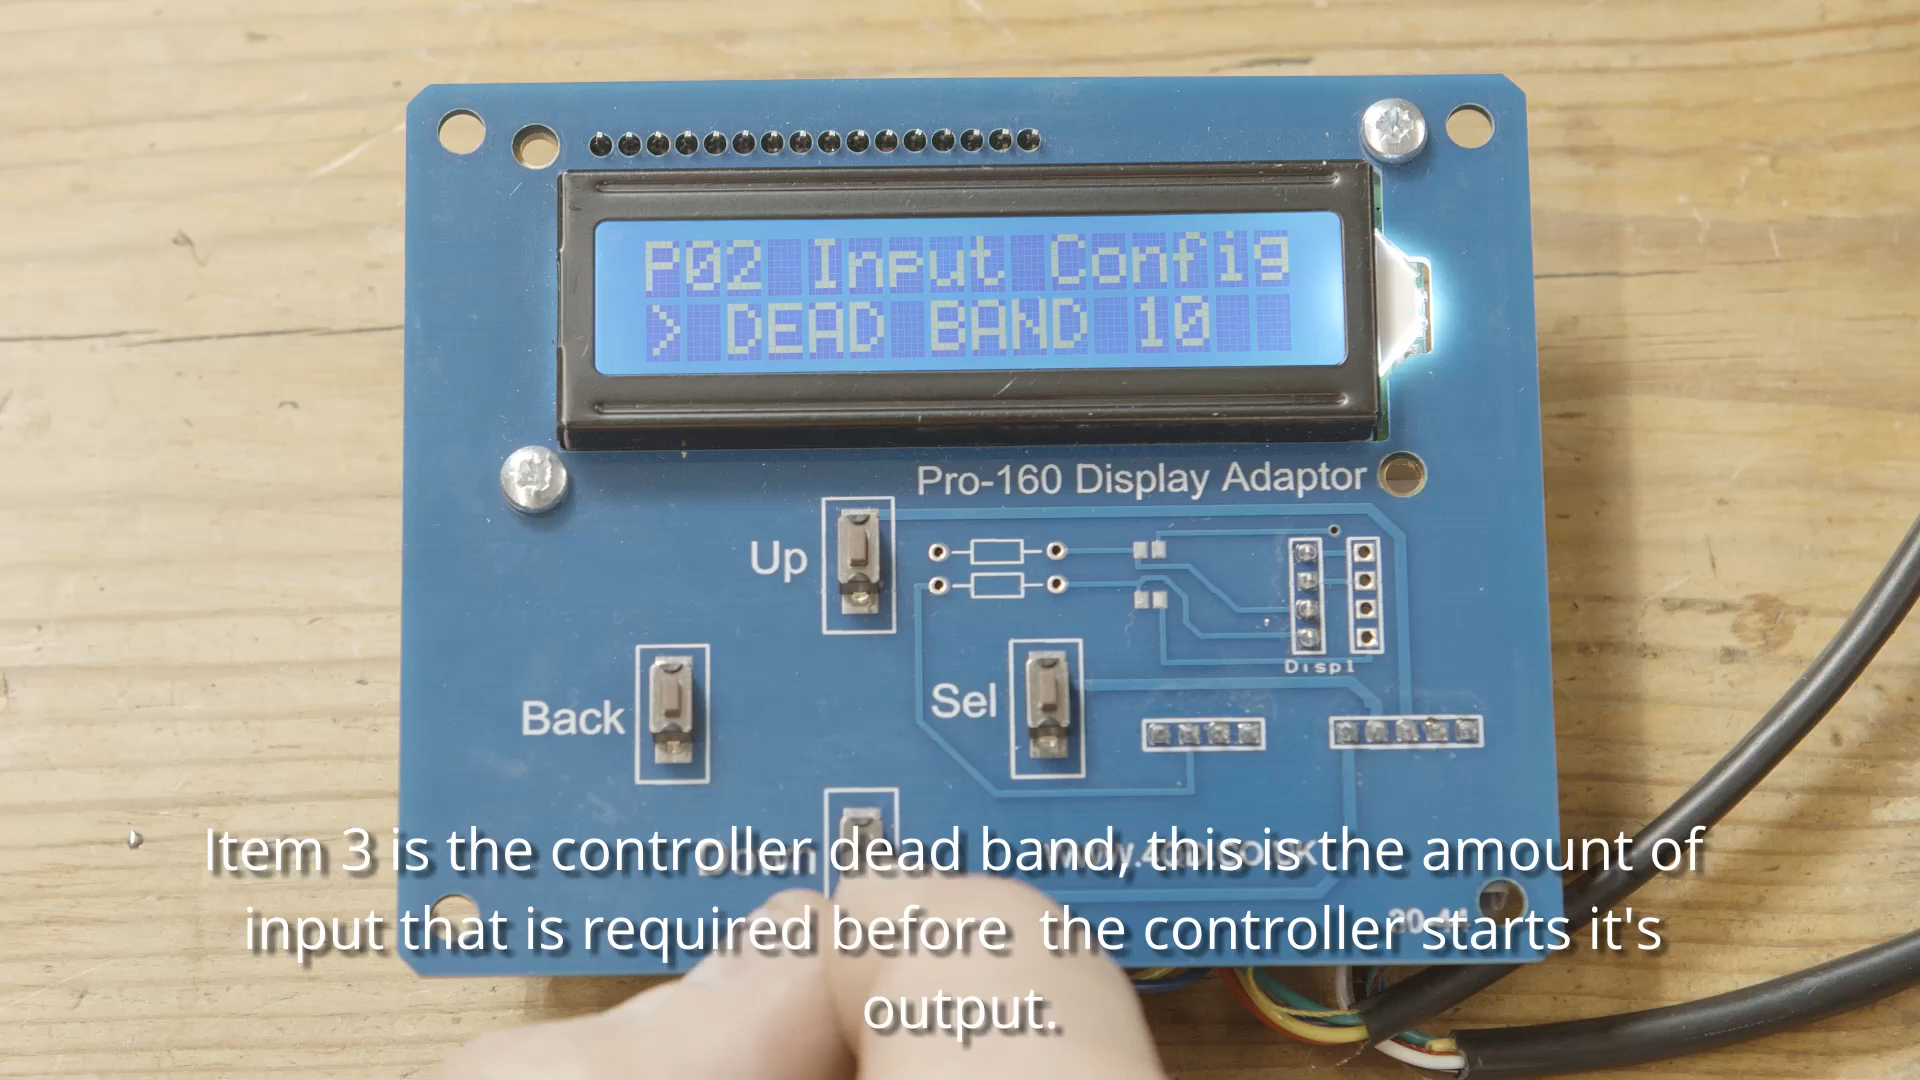 P02 Input Config
> DEAD BAND 10
Pro-160 Display Adaptor
Up
Displ
Back
Sel
Down
Item 3 is the controller dead band, this is the amount of
input that is required before the controller starts it's
output.